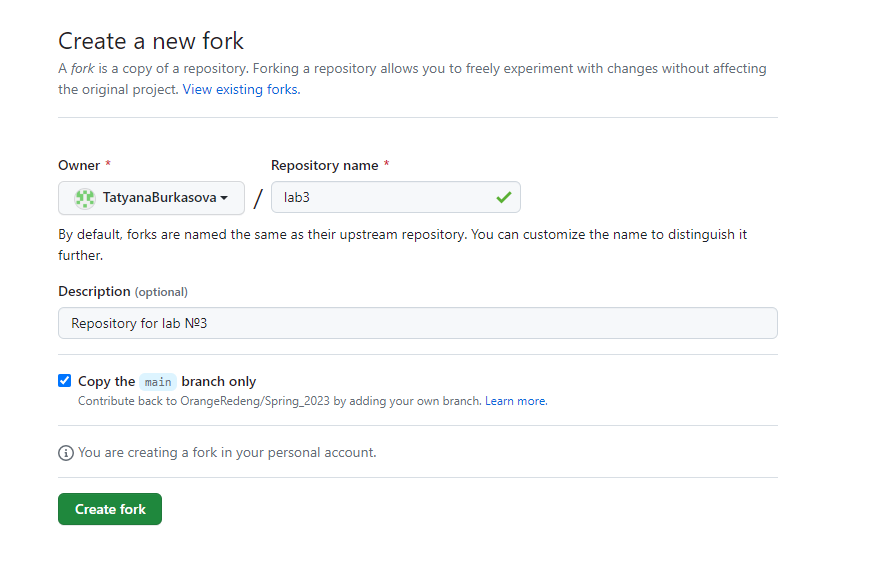 Create a new fork
A fork is a copy of a repository. Forking a repository allows you to freely experiment with changes without affecting
the original project. View existing forks.
Owner * Repository name *
TatyanaBurkasova / lab3
By default, forks are named the same as their upstream repository. You can customize the name to distinguish it
further.
Description (optional)
Repository for lab №3
Copy the main branch only
Contribute back to OrangeRedeng/Spring_2023 by adding your own branch. Learn more.
You are creating a fork in your personal account.
Create fork